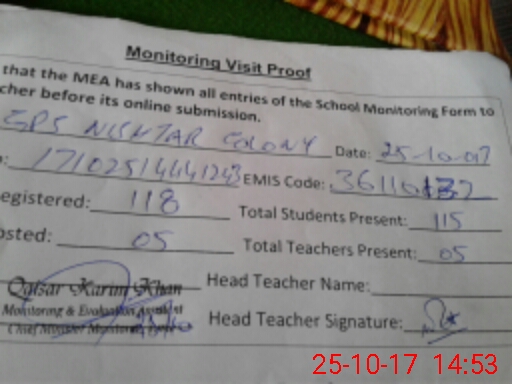 Monitoring Visit Proof
that the MEA has shown all entries of the School Monitoring Form to
cher before its online submission.
GPS NISHTAR COLONY Date: 25-10-017
: 17102514441243 EMIS Code:
egistered: 118 Total Students Present: 115
osted: 05 Total Teachers Present: 05
Qaisar Karim Khan Head Teacher Name:
Monitoring & Evaluation Assistant
Chief Minister Monitoring Head Teacher Signature:
25-10-17 14:53